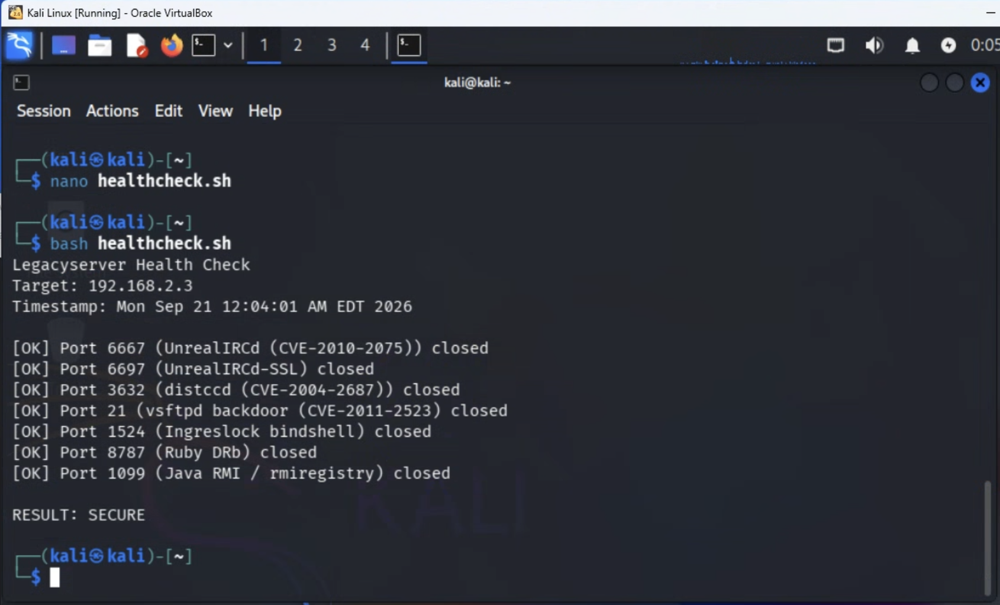 Kali Linux [Running] - Oracle VirtualBox
1 2 3 4 0:05
kali@kali: ~
Session Actions Edit View Help
┌──(kali㉿kali)-[~]
└─$ nano healthcheck.sh
┌──(kali㉿kali)-[~]
└─$ bash healthcheck.sh
Legacyserver Health Check
Target: 192.168.2.3
Timestamp: Mon Sep 21 12:04:01 AM EDT 2026
[OK] Port 6667 (UnrealIRCd (CVE-2010-2075)) closed
[OK] Port 6697 (UnrealIRCd-SSL) closed
[OK] Port 3632 (distccd (CVE-2004-2687)) closed
[OK] Port 21 (vsftpd backdoor (CVE-2011-2523) closed
[OK] Port 1524 (Ingreslock bindshell) closed
[OK] Port 8787 (Ruby DRb) closed
[OK] Port 1099 (Java RMI / rmiregistry) closed
KALI
RESULT: SECURE
┌──(kali㉿kali)-[~]
└─$